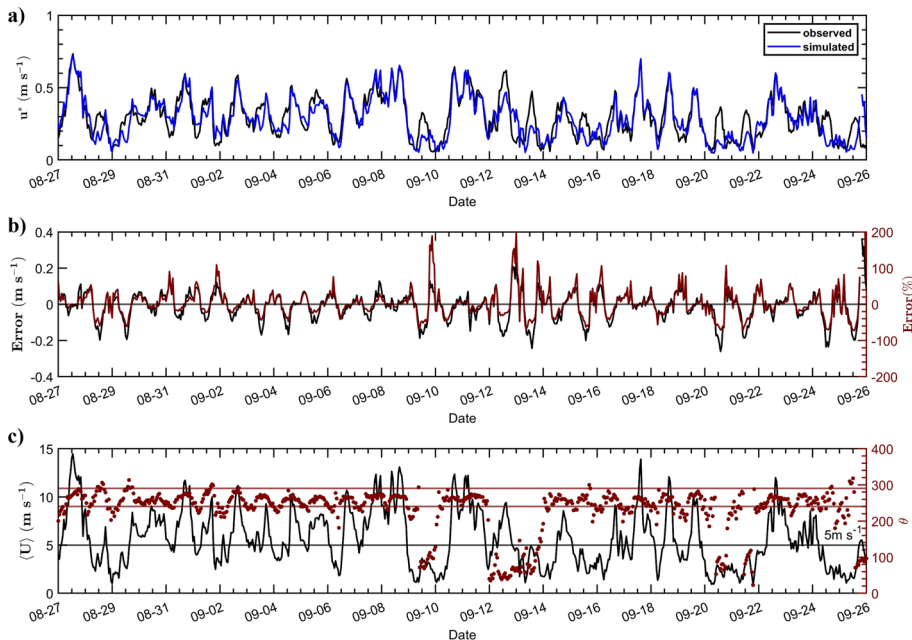 a)
1
0.5
0
u* (m s⁻¹)
observed
simulated
08-27 08-29 08-31 09-02 09-04 09-06 09-08 09-10 09-12 09-14 09-16 09-18 09-20 09-22 09-24 09-26
Date
b)
0.4
0.2
0
-0.2
-0.4
Error (m s⁻¹)
200
100
0
-100
-200
Error(%)
08-27 08-29 08-31 09-02 09-04 09-06 09-08 09-10 09-12 09-14 09-16 09-18 09-20 09-22 09-24 09-26
Date
c)
15
10
5
0
⟨U⟩ (m s⁻¹)
5m s⁻¹
400
300
200
100
0
θ
08-27 08-29 08-31 09-02 09-04 09-06 09-08 09-10 09-12 09-14 09-16 09-18 09-20 09-22 09-24 09-26
Date